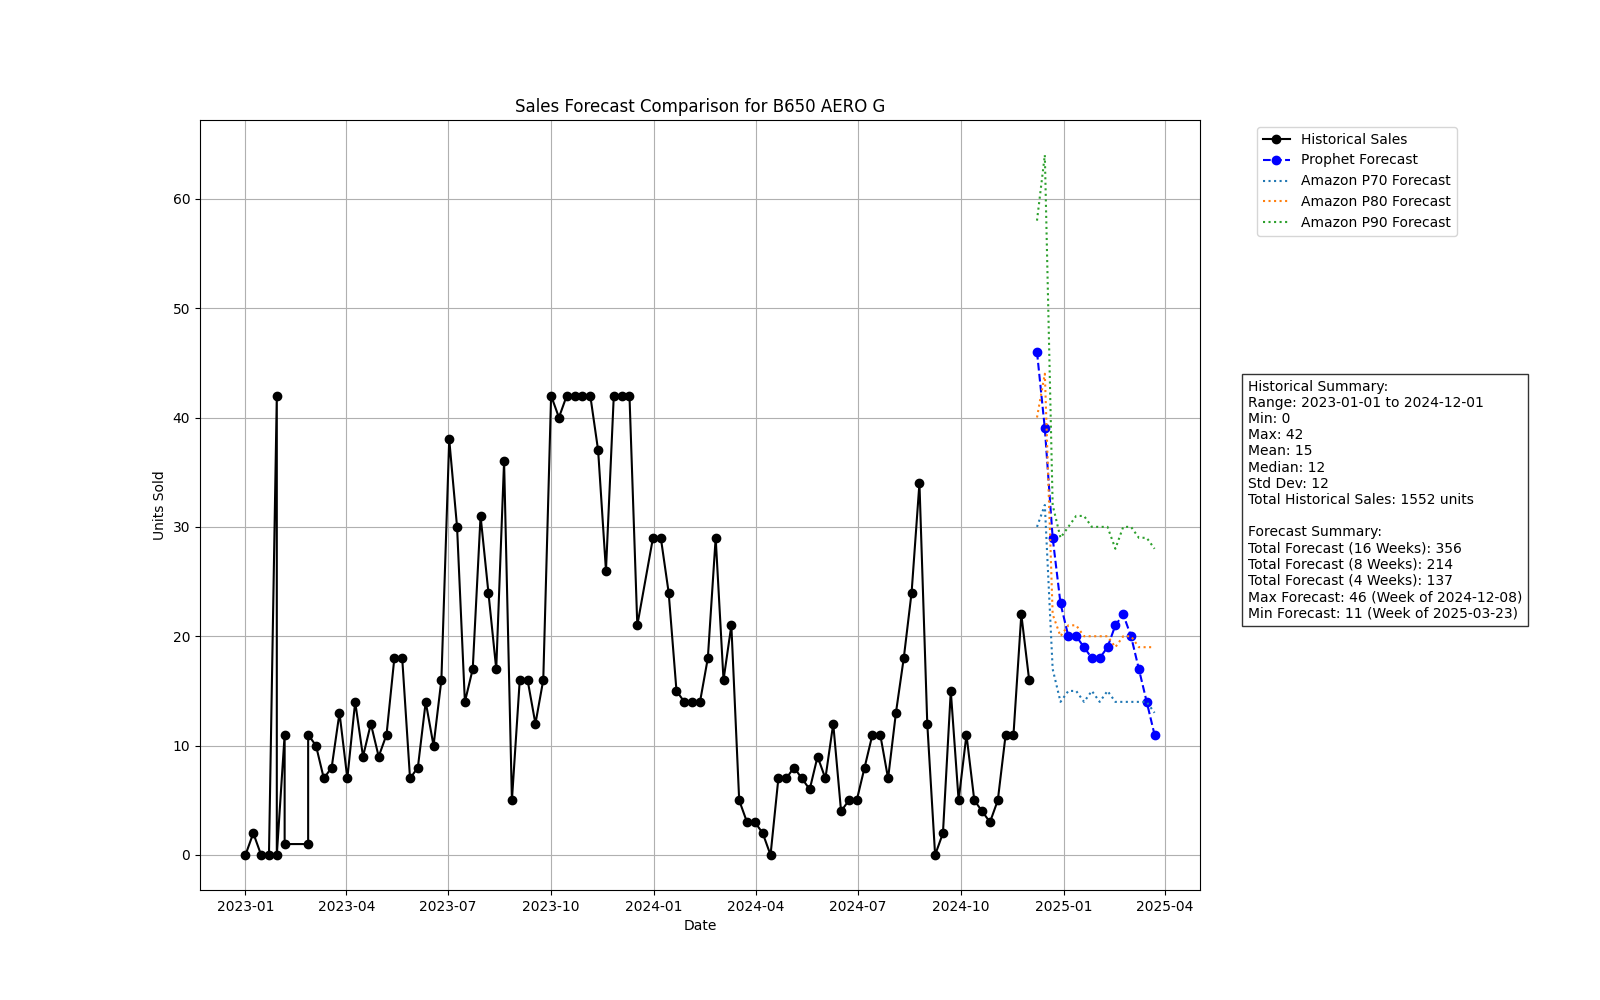 Sales Forecast Comparison for B650 AERO G
Historical Sales
Prophet Forecast
Amazon P70 Forecast
Amazon P80 Forecast
Amazon P90 Forecast
60
50
40
30
20
10
0
Units Sold
2023-01
2023-04
2023-07
2023-10
2024-01
2024-04
2024-07
2024-10
2025-01
2025-04
Date
Historical Summary:
Range: 2023-01-01 to 2024-12-01
Min: 0
Max: 42
Mean: 15
Median: 12
Std Dev: 12
Total Historical Sales: 1552 units
Forecast Summary:
Total Forecast (16 Weeks): 356
Total Forecast (8 Weeks): 214
Total Forecast (4 Weeks): 137
Max Forecast: 46 (Week of 2024-12-08)
Min Forecast: 11 (Week of 2025-03-23)